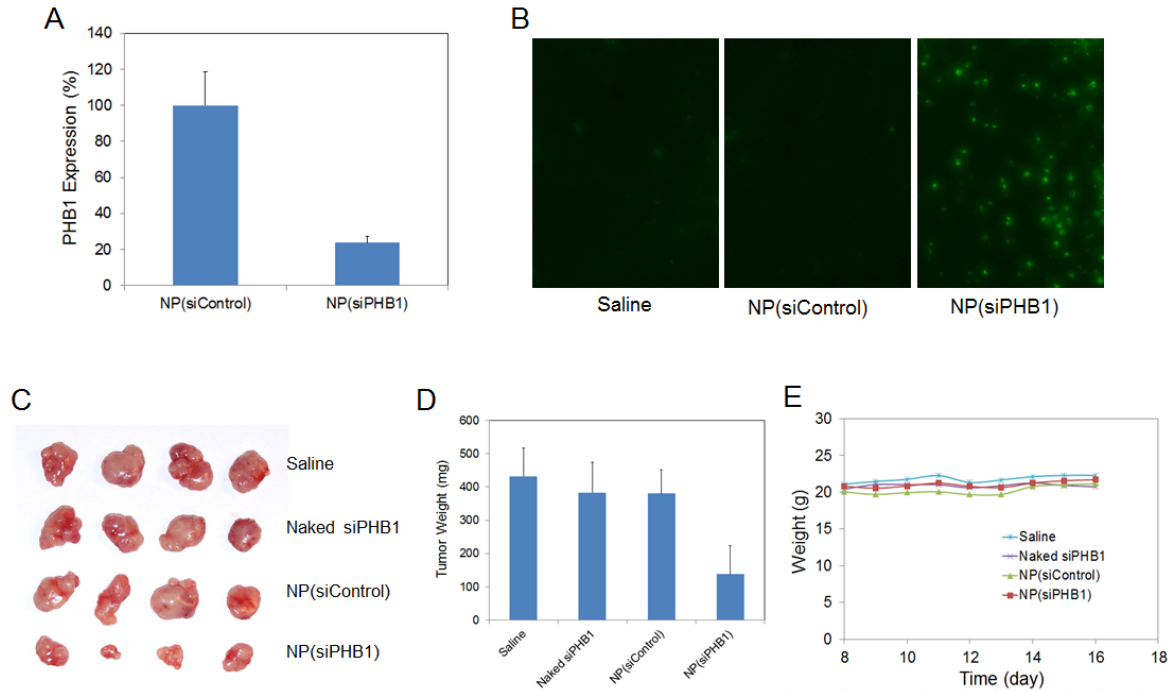 A
PHB1 Expression (%)
140
120
100
80
60
40
20
0
NP(siControl)
NP(siPHB1)
B
Saline
NP(siControl)
NP(siPHB1)
C
Saline
Naked siPHB1
NP(siControl)
NP(siPHB1)
D
Tumor Weight (mg)
600
500
400
300
200
100
0
Saline
Naked siPHB1
NP(siControl)
NP(siPHB1)
E
Weight (g)
30
25
20
15
10
5
0
Saline
Naked siPHB1
NP(siControl)
NP(siPHB1)
8 10 12 14 16 18
Time (day)